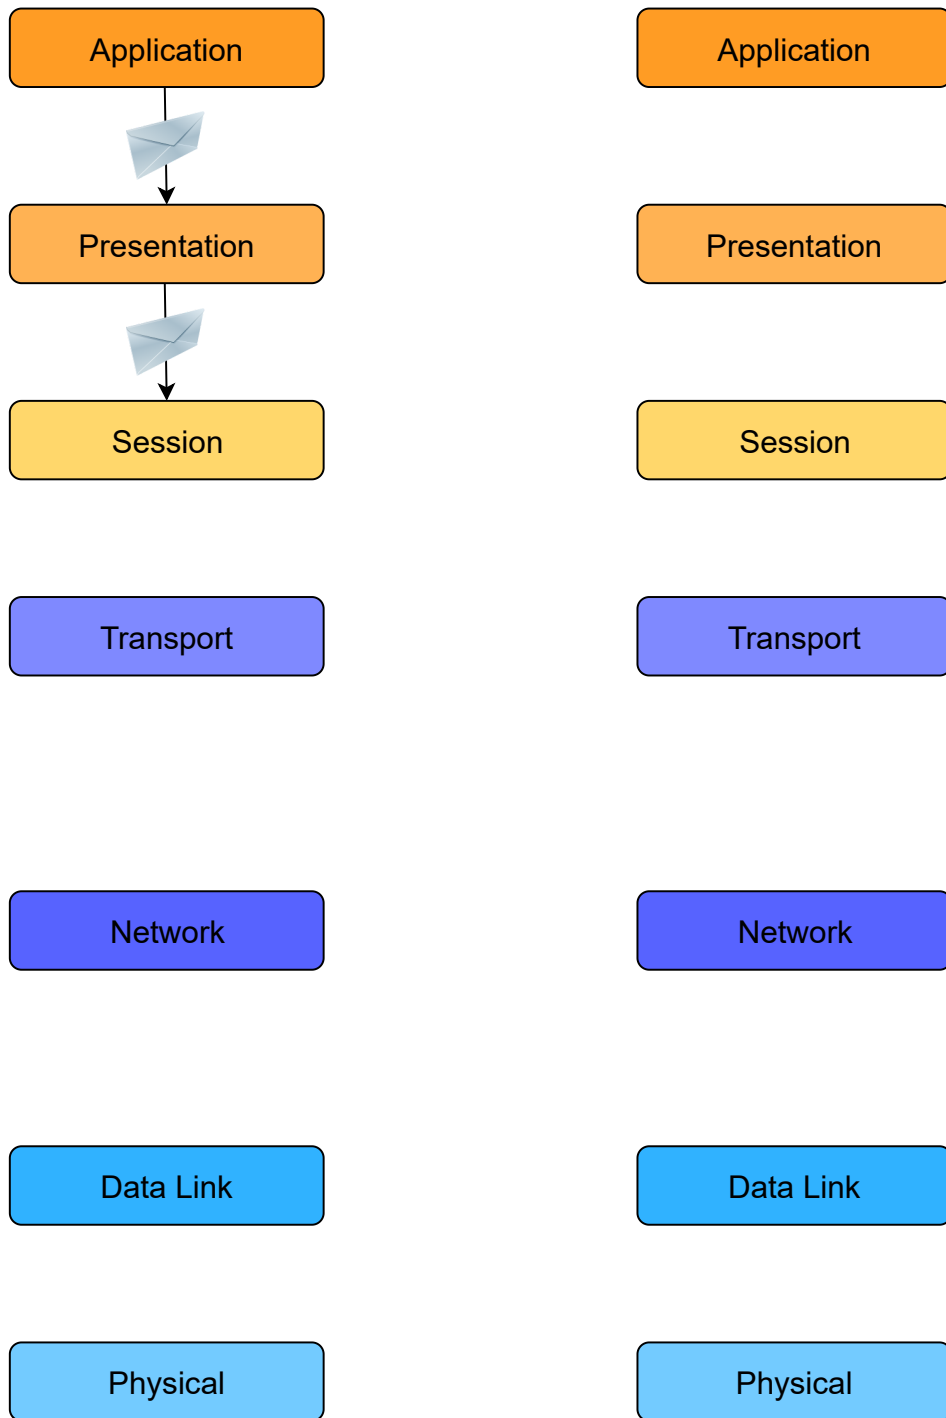 Application
Application
Presentation
Presentation
Session
Session
Transport
Transport
Network
Network
Data Link
Data Link
Physical
Physical